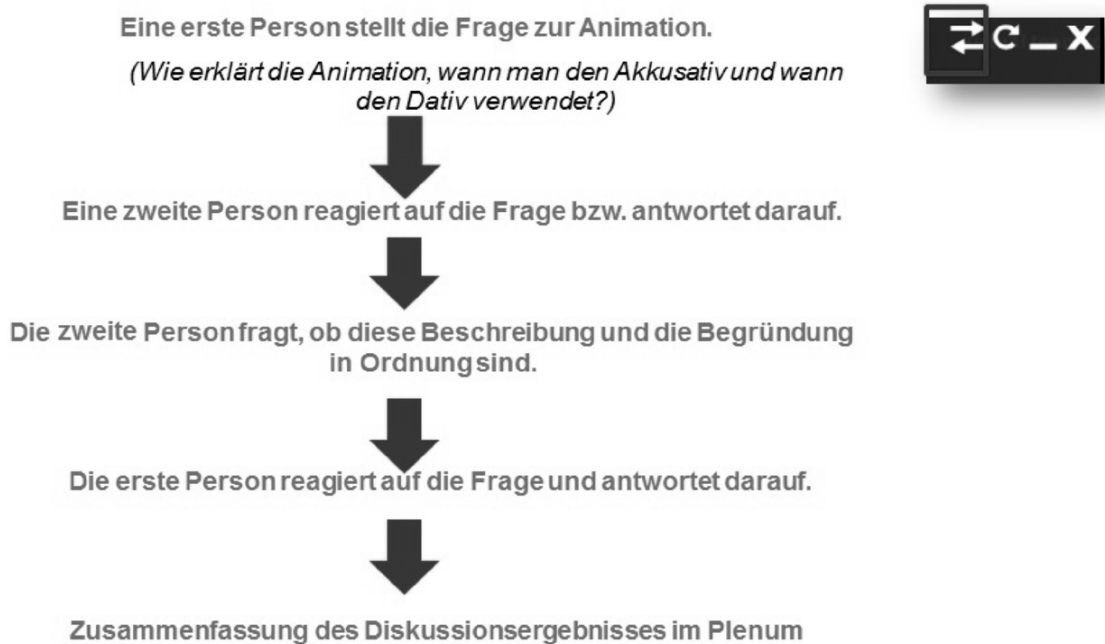 Eine erste Person stellt die Frage zur Animation.
(Wie erklärt die Animation, wann man den Akkusativ und wann
den Dativ verwendet?)
Eine zweite Person reagiert auf die Frage bzw. antwortet darauf.
Die zweite Person fragt, ob diese Beschreibung und die Begründung
in Ordnung sind.
Die erste Person reagiert auf die Frage und antwortet darauf.
Zusammenfassung des Diskussionsergebnisses im Plenum